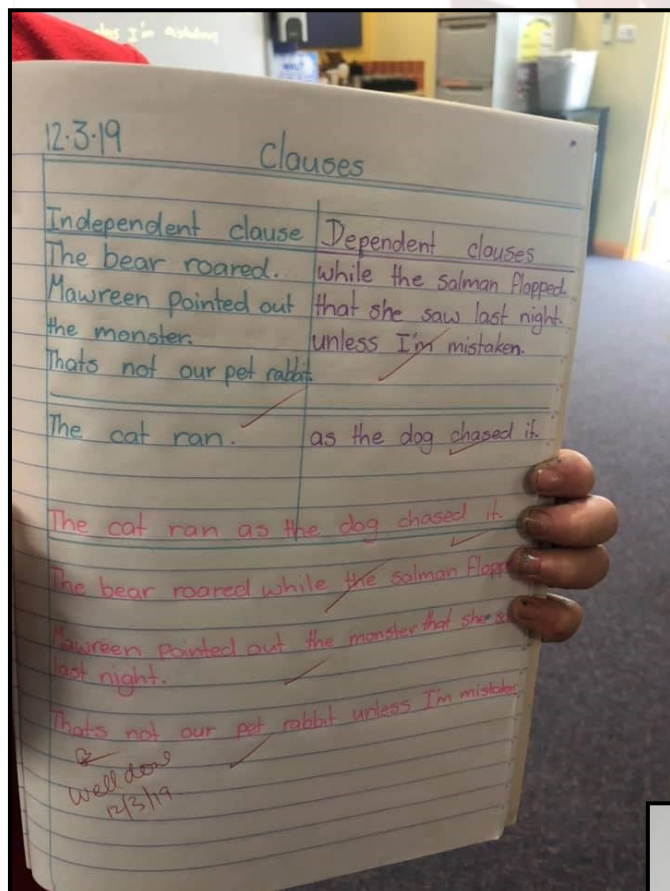 I'm
12.3.19
Clauses
Independent clause
The bear roared.
Mawreen pointed out
the monster.
Thats not our pet rabbit.
The cat ran.
Dependent clauses
while the salman flopped.
that she saw last night.
unless I'm mistaken.
as the dog chased it.
The cat ran as the dog chased it.
The bear roared while the salman flopp
Mawreen pointed out the monster that she s
last night.
Thats not our pet rabbit unless I'm mistaken
Well done
12/3/19